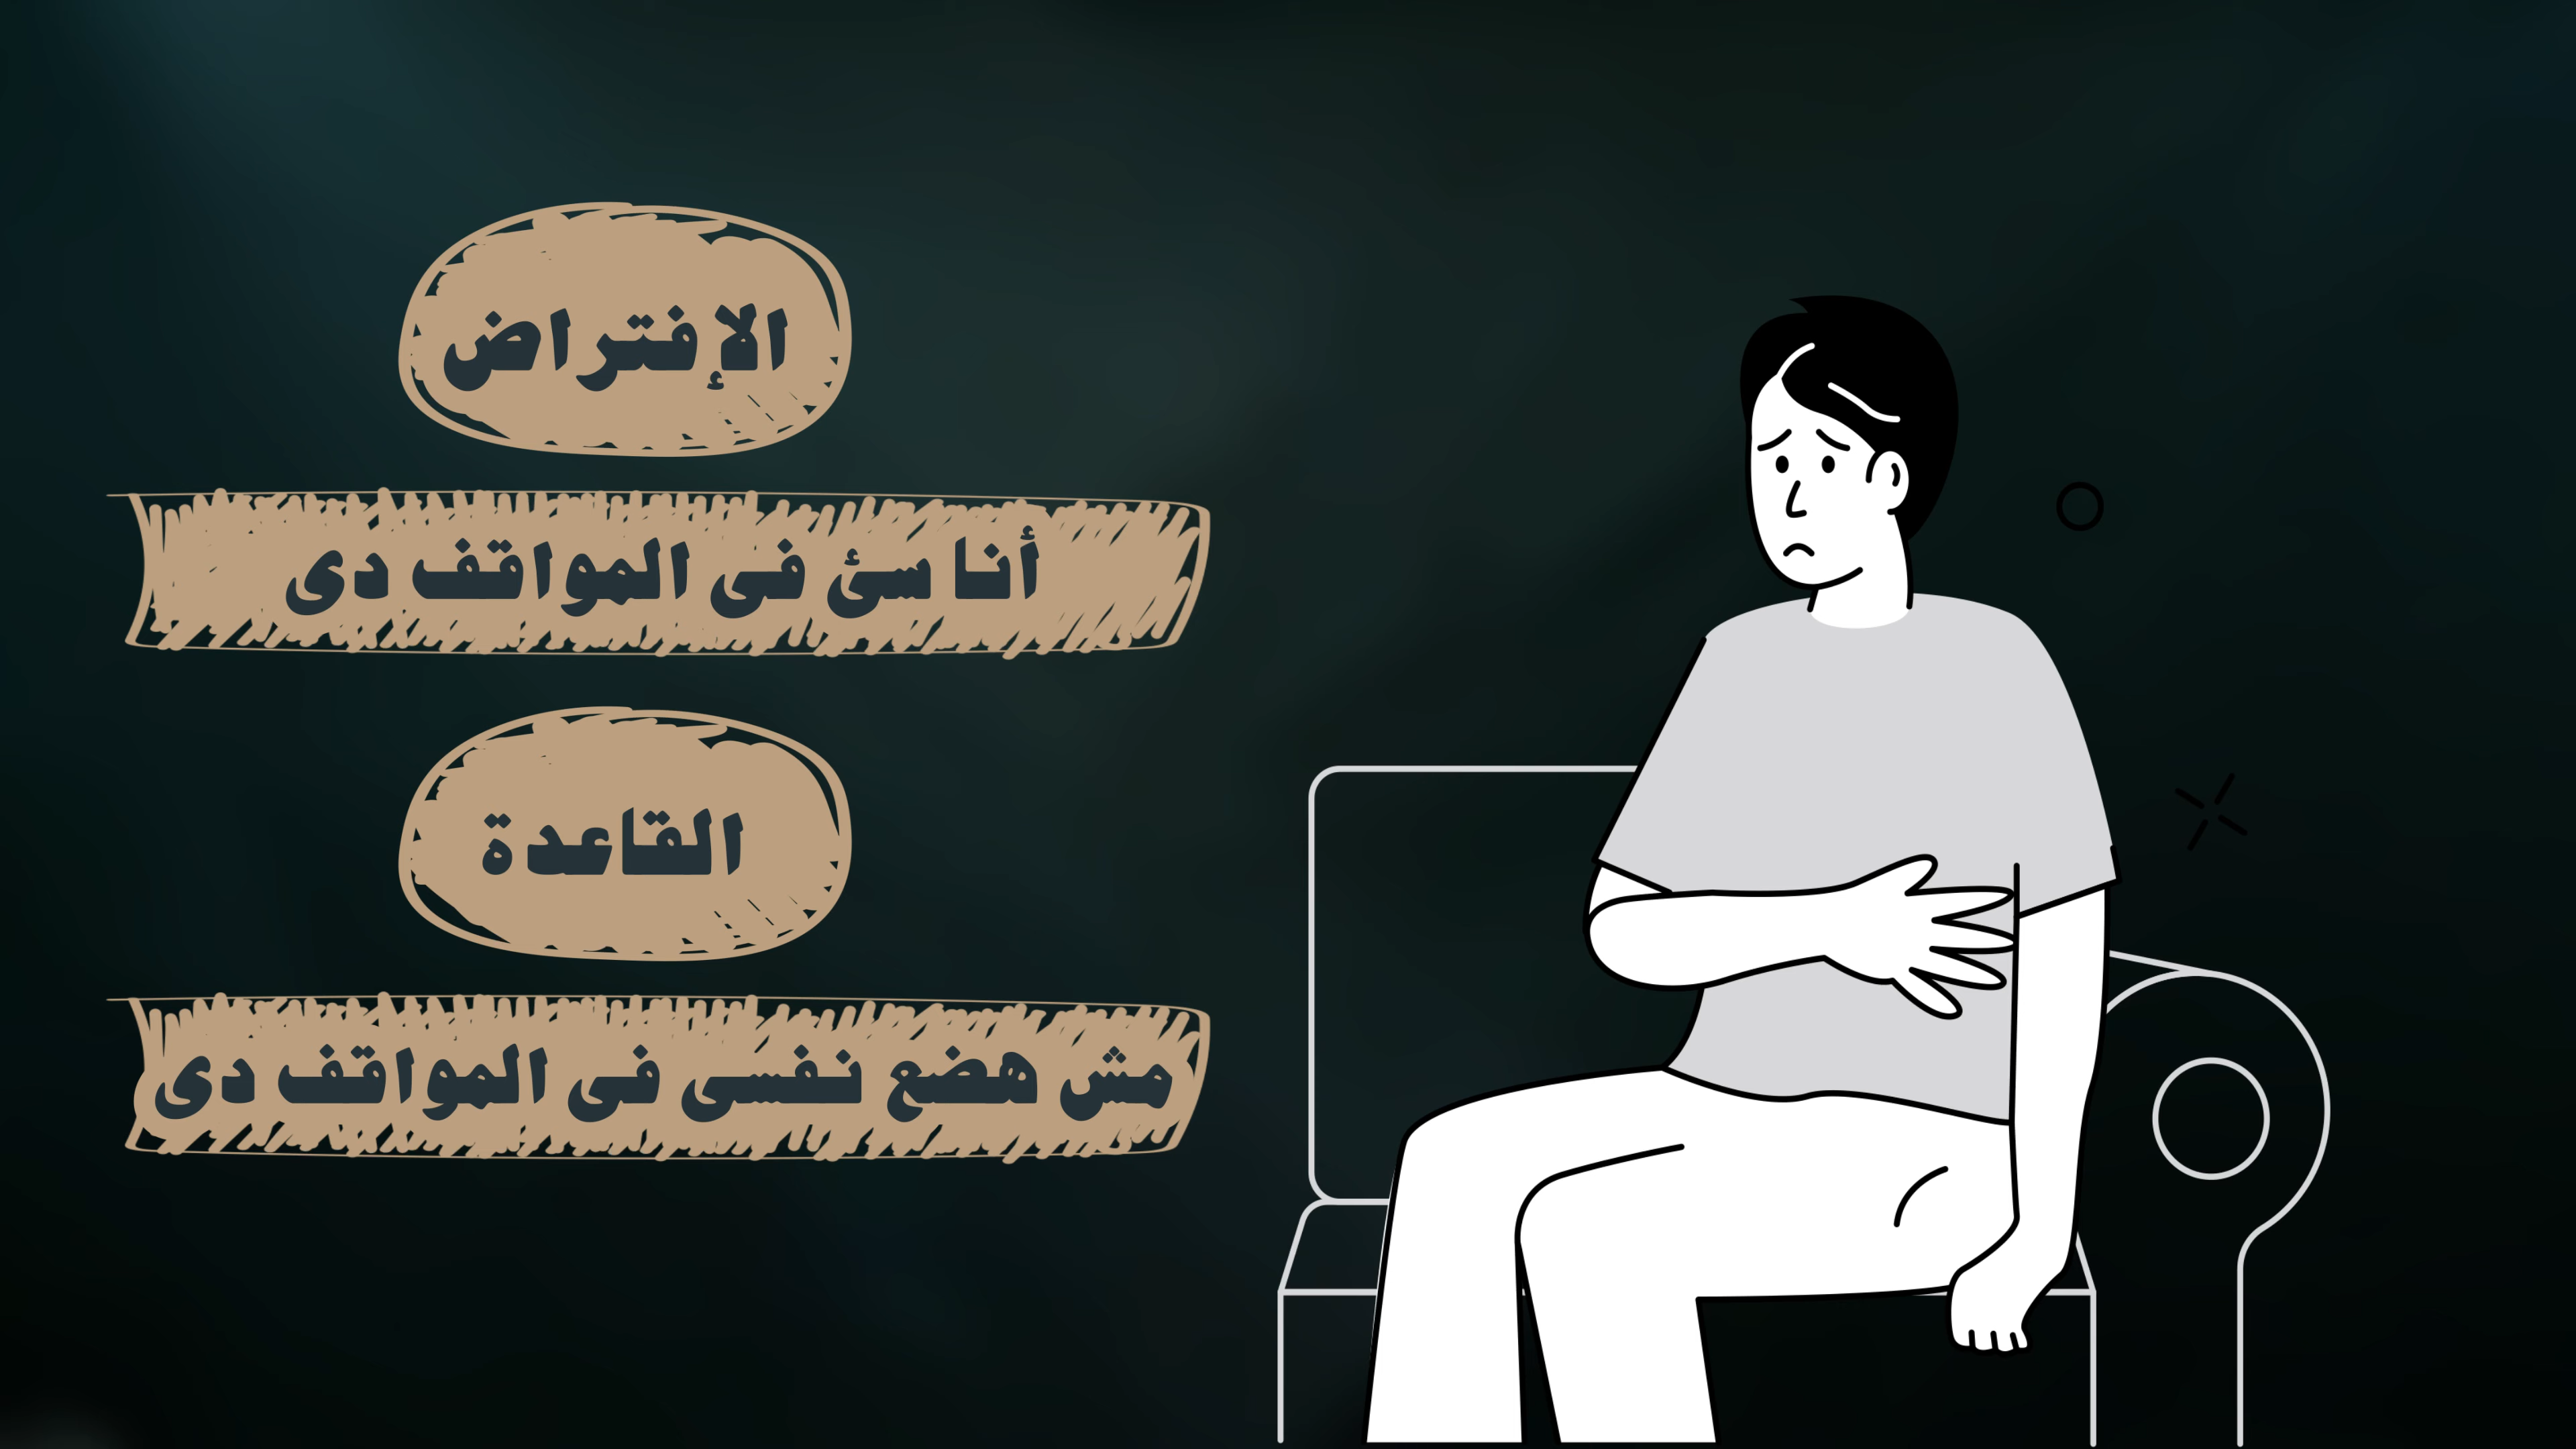 الإفتراض
أنا سئ فى المواقف دى
القاعدة
مش هضع نفسى فى المواقف دى